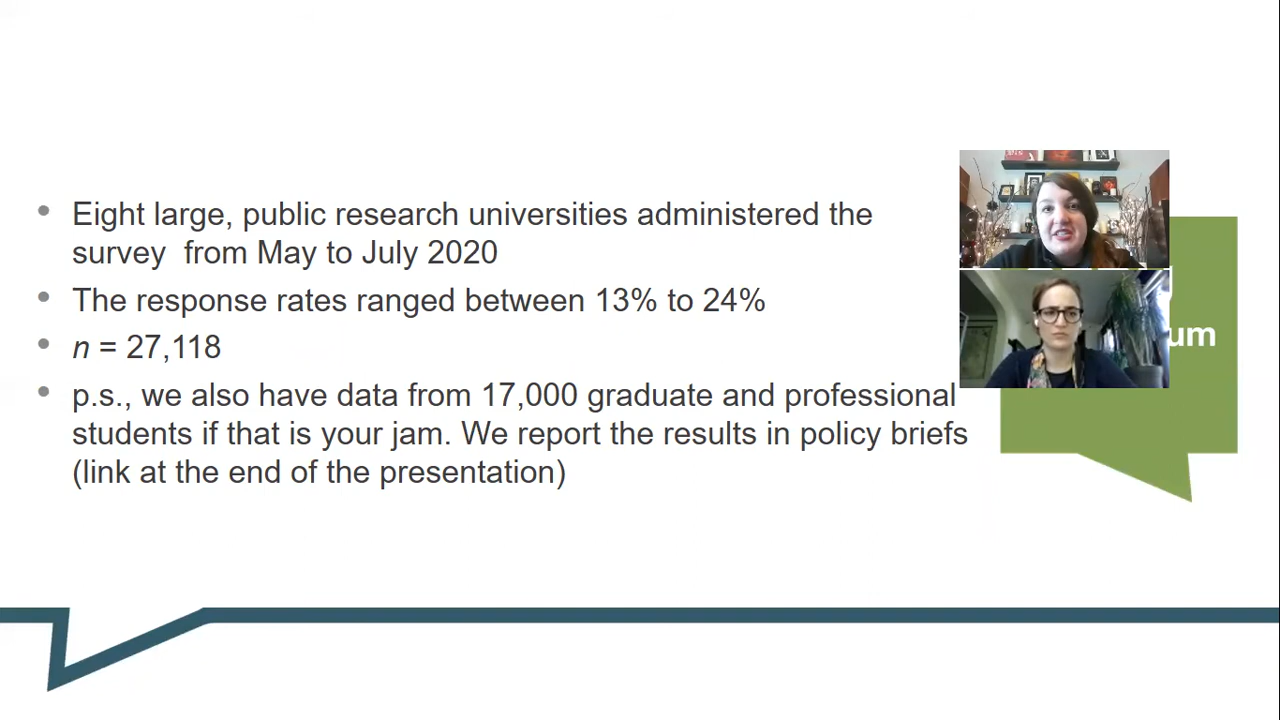 Eight large, public research universities administered the
survey  from May to July 2020
The response rates ranged between 13% to 24%
n = 27,118
p.s., we also have data from 17,000 graduate and professional
students if that is your jam. We report the results in policy briefs
(link at the end of the presentation)